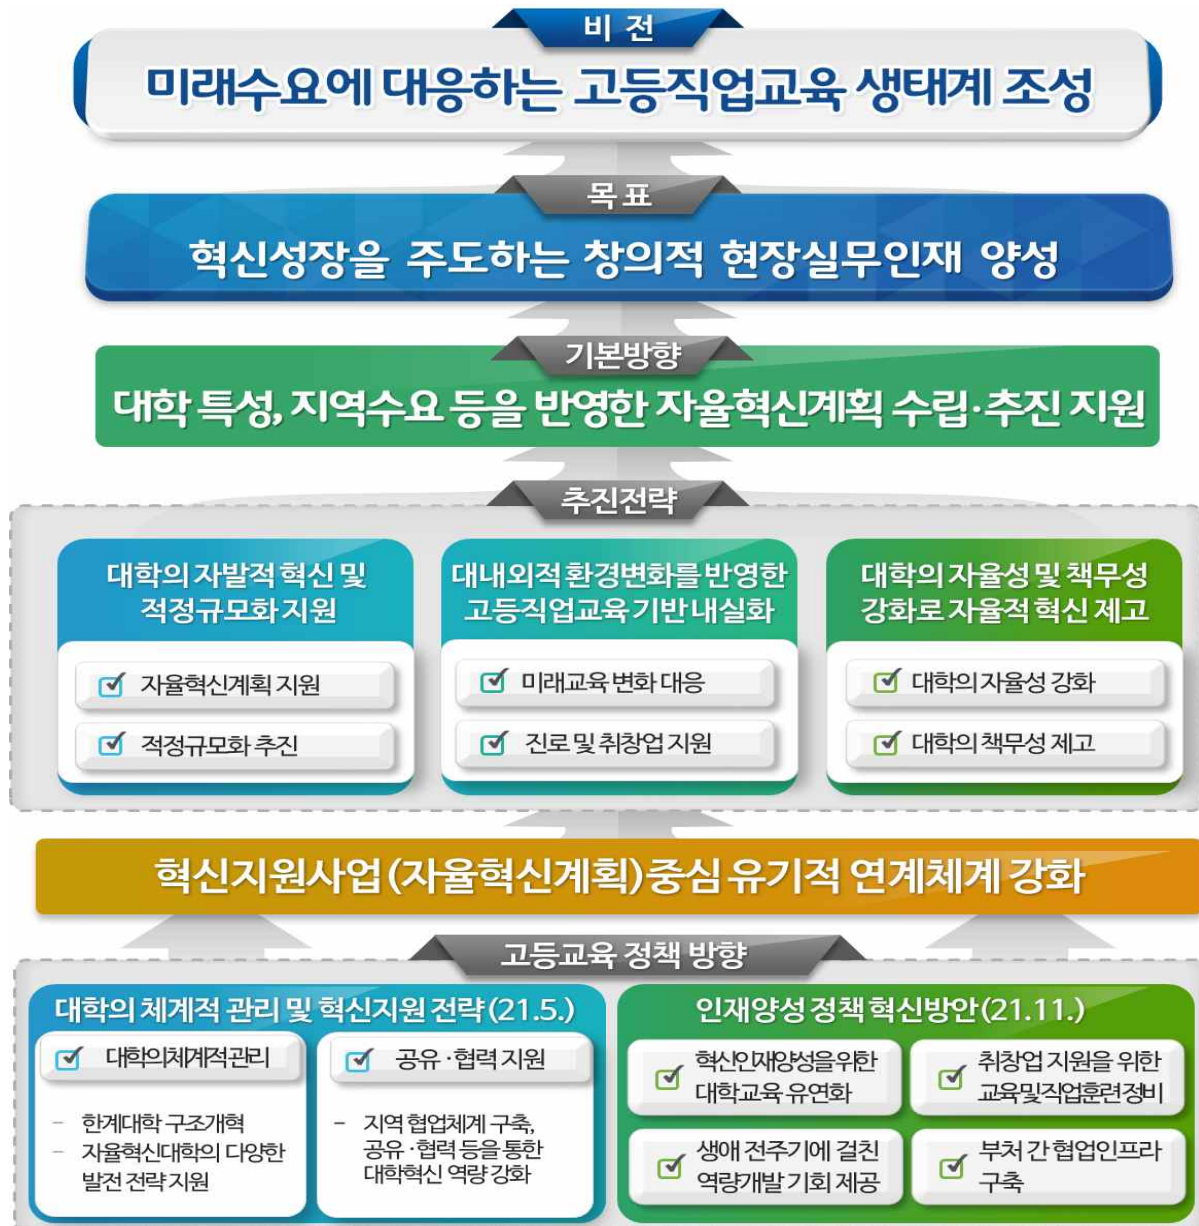 비 전
미래수요에 대응하는 고등직업교육 생태계 조성
목 표
혁신성장을 주도하는 창의적 현장실무인재 양성
기본방향
대학 특성, 지역수요 등을 반영한 자율혁신계획 수립·추진 지원
추진전략
대학의 자발적 혁신 및
적정규모화 지원
자율혁신계획 지원
적정규모화 추진
대내외적 환경변화를 반영한
고등직업교육 기반 내실화
미래교육 변화 대응
진로 및 취창업 지원
대학의 자율성 및 책무성
강화로 자율적 혁신 제고
대학의 자율성 강화
대학의 책무성 제고
혁신지원사업(자율혁신계획)중심 유기적 연계체계 강화
고등교육 정책 방향
대학의 체계적 관리 및 혁신지원 전략(21.5.)
대학의체계적관리
- 한계대학 구조개혁
- 자율혁신대학의 다양한
발전 전략 지원
공유·협력 지원
- 지역 협업체계 구축,
공유·협력 등을 통한
대학혁신 역량 강화
인재양성 정책 혁신방안(21.11.)
혁신인재양성을위한
대학교육 유연화
취창업 지원을 위한
교육및직업훈련정비
생애 전주기에 걸친
역량개발 기회 제공
부처 간 협업인프라
구축